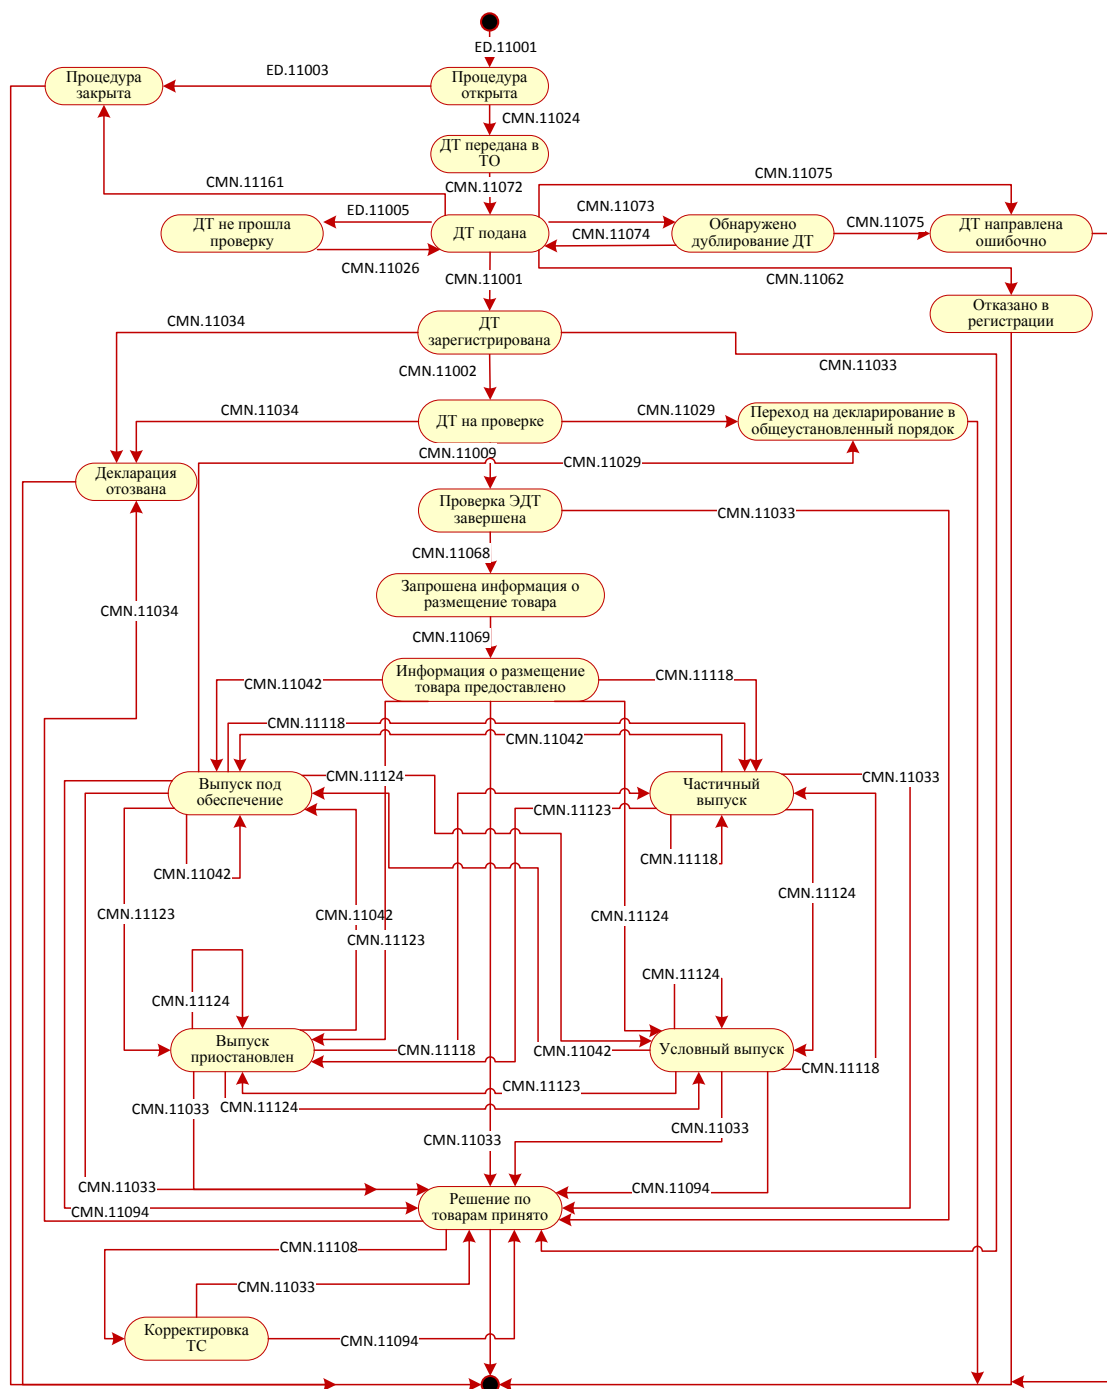 ED.11001
ED.11003
Процедура
закрыта
Процедура
открыта
CMN.11024
ДТ передана в
ТО
CMN.11161
CMN.11072
CMN.11075
ED.11005
CMN.11073
ДТ не прошла
проверку
ДТ подана
Обнаружено
дублирование ДТ
CMN.11075
ДТ направлена
ошибочно
CMN.11074
CMN.11026
CMN.11001
CMN.11062
Отказано в
регистрации
CMN.11034
ДТ
зарегистрирована
CMN.11033
CMN.11002
CMN.11034
ДТ на проверке
CMN.11029
Переход на декларирование в
общеустановленный порядок
CMN.11009
CMN.11029
Декларация
отозвана
Проверка ЭДТ
завершена
CMN.11033
CMN.11068
Запрошена информация о
размещение товара
CMN.11034
CMN.11069
Информация о размещение
товара предоставлено
CMN.11042
CMN.11118
CMN.11118
CMN.11042
CMN.11124
CMN.11033
Выпуск под
обеспечение
Частичный
выпуск
CMN.11123
CMN.11118
CMN.11042
CMN.11124
CMN.11123
CMN.11042
CMN.11124
CMN.11123
CMN.11124
CMN.11124
Выпуск
приостановлен
CMN.11118
CMN.11042
Условный выпуск
CMN.11118
CMN.11123
CMN.11033
CMN.11124
CMN.11033
CMN.11033
CMN.11033
CMN.11094
CMN.11094
Решение по
товарам принято
CMN.11108
CMN.11033
Корректировка
ТС
CMN.11094